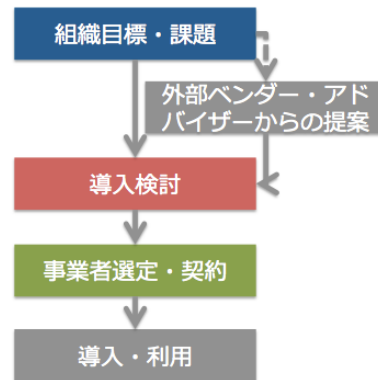 組織目標・課題
外部ベンダー・アド
バイザーからの提案
導入検討
事業者選定・契約
導入・利用